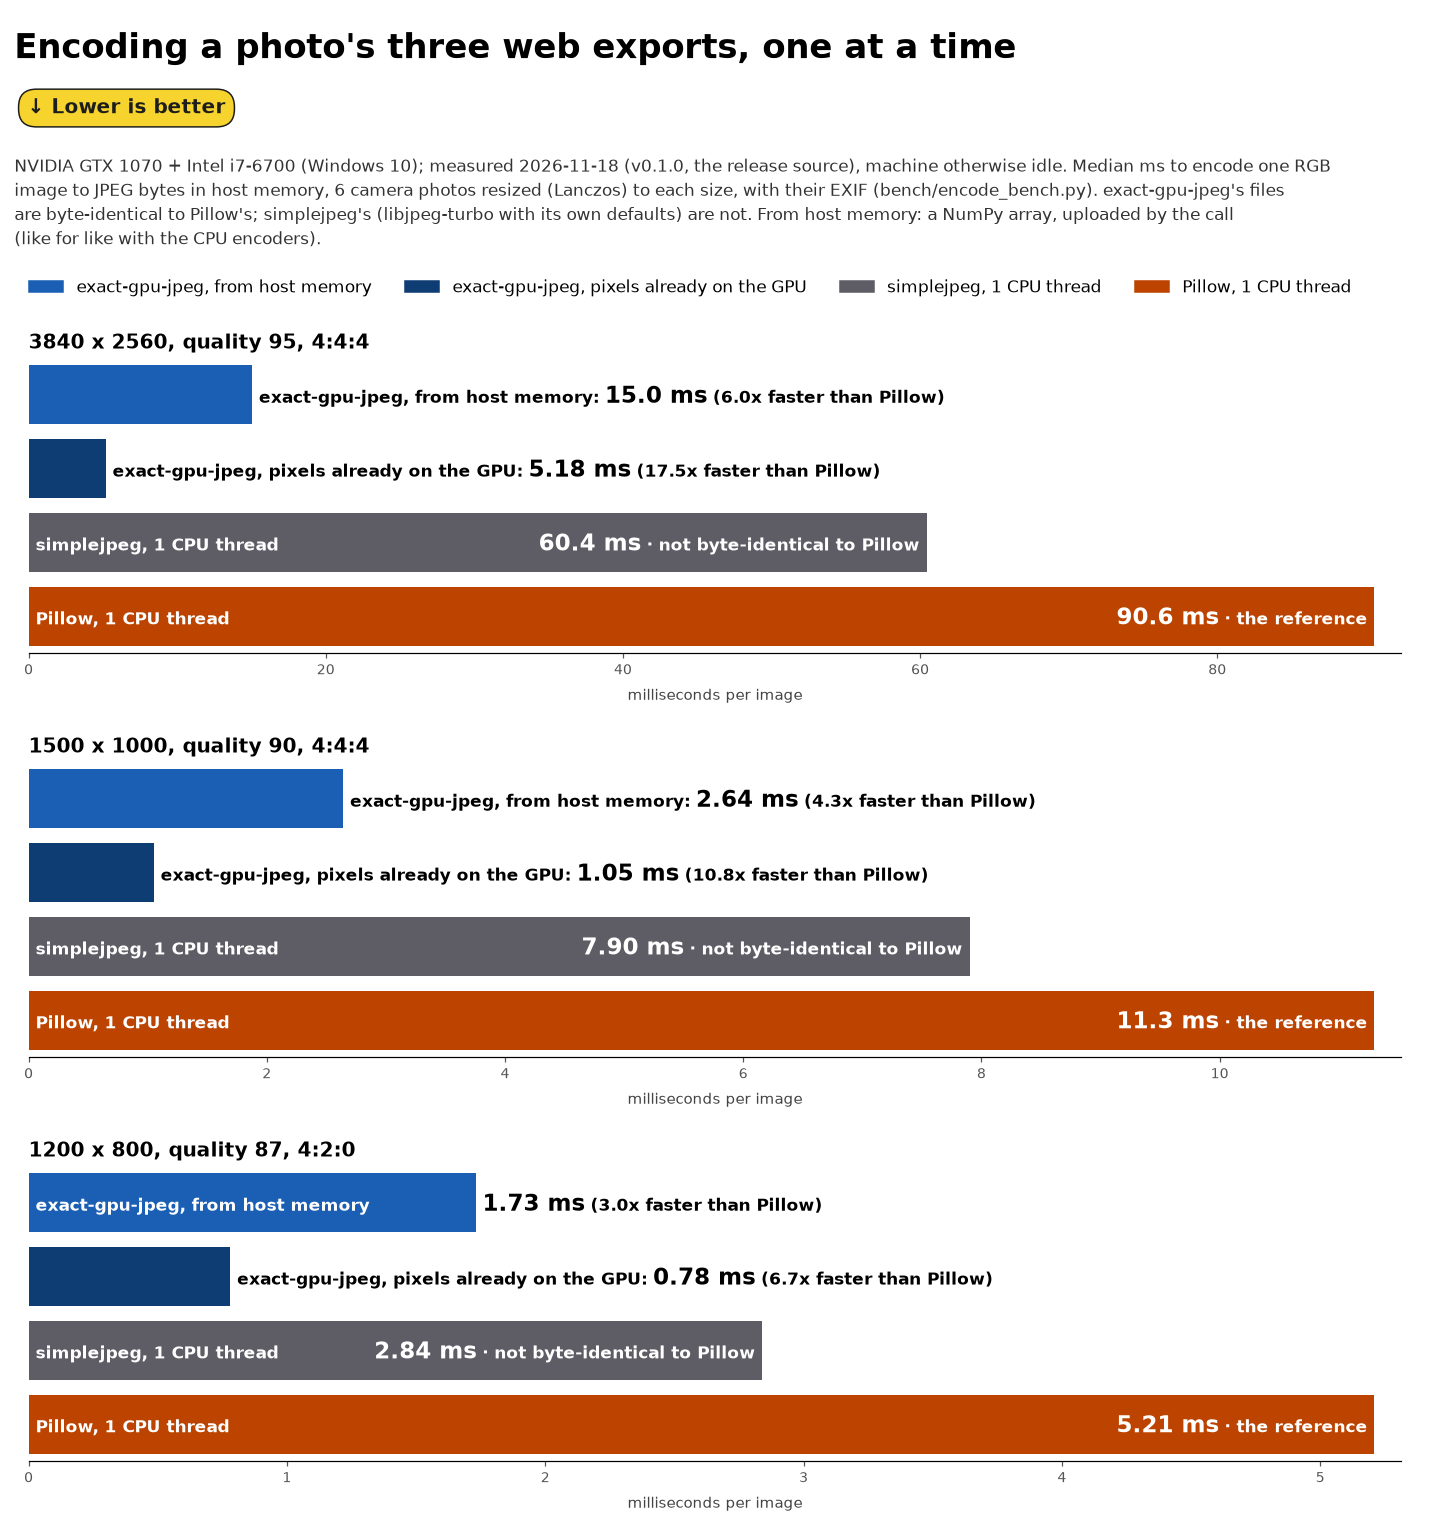 Encoding a photo's three web exports, one at a time
↓ Lower is better
NVIDIA GTX 1070 + Intel i7-6700 (Windows 10); measured 2026-11-18 (v0.1.0, the release source), machine otherwise idle. Median ms to encode one RGB
image to JPEG bytes in host memory, 6 camera photos resized (Lanczos) to each size, with their EXIF (bench/encode_bench.py). exact-gpu-jpeg's files
are byte-identical to Pillow's; simplejpeg's (libjpeg-turbo with its own defaults) are not. From host memory: a NumPy array, uploaded by the call
(like for like with the CPU encoders).
exact-gpu-jpeg, from host memory exact-gpu-jpeg, pixels already on the GPU simplejpeg, 1 CPU thread Pillow, 1 CPU thread
3840 x 2560, quality 95, 4:4:4
exact-gpu-jpeg, from host memory: 15.0 ms (6.0x faster than Pillow)
exact-gpu-jpeg, pixels already on the GPU: 5.18 ms (17.5x faster than Pillow)
simplejpeg, 1 CPU thread 60.4 ms · not byte-identical to Pillow
Pillow, 1 CPU thread 90.6 ms · the reference
0 20 40 60 80
milliseconds per image
1500 x 1000, quality 90, 4:4:4
exact-gpu-jpeg, from host memory: 2.64 ms (4.3x faster than Pillow)
exact-gpu-jpeg, pixels already on the GPU: 1.05 ms (10.8x faster than Pillow)
simplejpeg, 1 CPU thread 7.90 ms · not byte-identical to Pillow
Pillow, 1 CPU thread 11.3 ms · the reference
0 2 4 6 8 10
milliseconds per image
1200 x 800, quality 87, 4:2:0
exact-gpu-jpeg, from host memory 1.73 ms (3.0x faster than Pillow)
exact-gpu-jpeg, pixels already on the GPU: 0.78 ms (6.7x faster than Pillow)
simplejpeg, 1 CPU thread 2.84 ms · not byte-identical to Pillow
Pillow, 1 CPU thread 5.21 ms · the reference
0 1 2 3 4 5
milliseconds per image